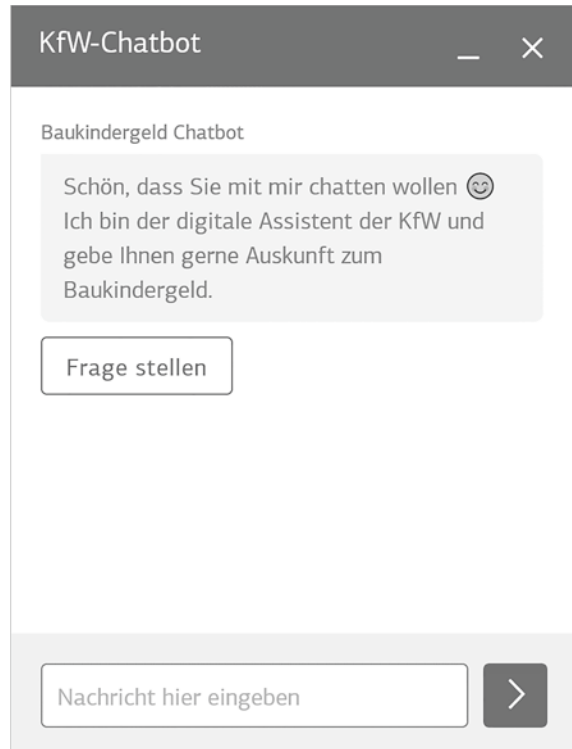 KfW-Chatbot
Baukindergeld Chatbot
Schön, dass Sie mit mir chatten wollen 😊
Ich bin der digitale Assistent der KfW und
gebe Ihnen gerne Auskunft zum
Baukindergeld.
Frage stellen
Nachricht hier eingeben